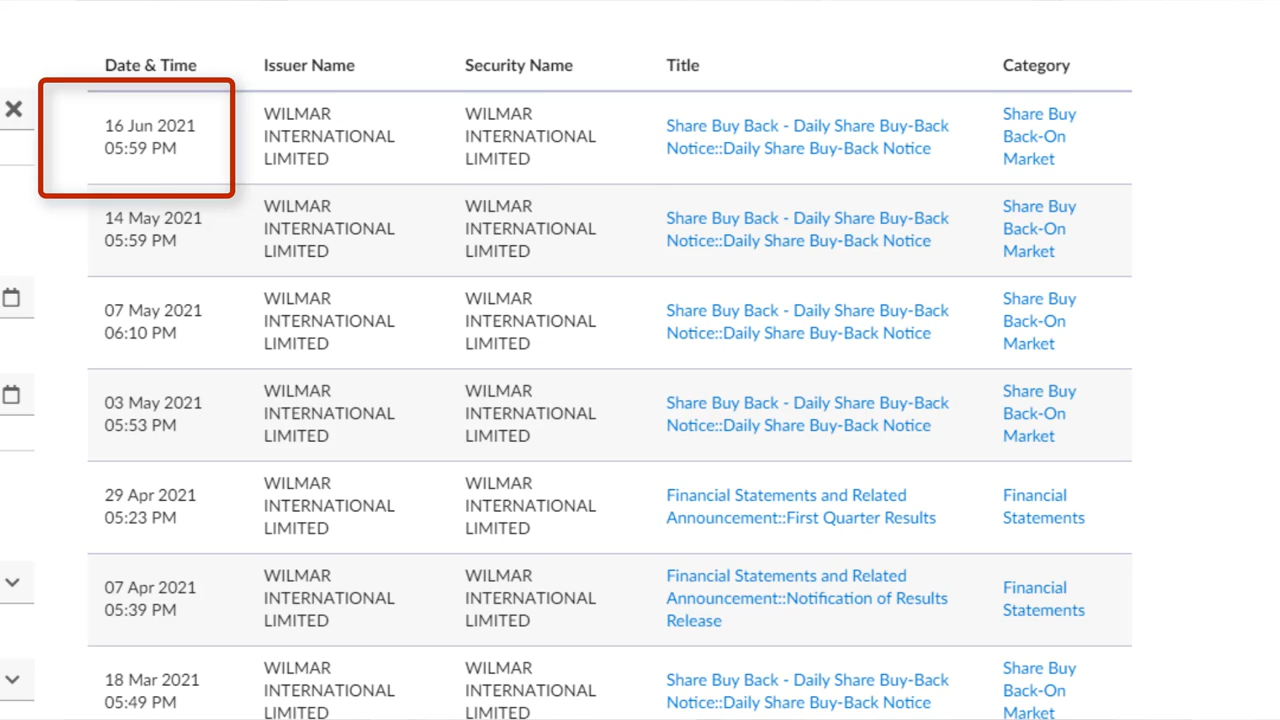 Date & Time Issuer Name Security Name Title Category
16 Jun 2021
05:59 PM
WILMAR
INTERNATIONAL
LIMITED
WILMAR
INTERNATIONAL
LIMITED
Share Buy Back - Daily Share Buy-Back
Notice::Daily Share Buy-Back Notice
Share Buy
Back-On
Market
14 May 2021
05:59 PM
WILMAR
INTERNATIONAL
LIMITED
WILMAR
INTERNATIONAL
LIMITED
Share Buy Back - Daily Share Buy-Back
Notice::Daily Share Buy-Back Notice
Share Buy
Back-On
Market
07 May 2021
06:10 PM
WILMAR
INTERNATIONAL
LIMITED
WILMAR
INTERNATIONAL
LIMITED
Share Buy Back - Daily Share Buy-Back
Notice::Daily Share Buy-Back Notice
Share Buy
Back-On
Market
03 May 2021
05:53 PM
WILMAR
INTERNATIONAL
LIMITED
WILMAR
INTERNATIONAL
LIMITED
Share Buy Back - Daily Share Buy-Back
Notice::Daily Share Buy-Back Notice
Share Buy
Back-On
Market
29 Apr 2021
05:23 PM
WILMAR
INTERNATIONAL
LIMITED
WILMAR
INTERNATIONAL
LIMITED
Financial Statements and Related
Announcement::First Quarter Results
Financial
Statements
07 Apr 2021
05:39 PM
WILMAR
INTERNATIONAL
LIMITED
WILMAR
INTERNATIONAL
LIMITED
Financial Statements and Related
Announcement::Notification of Results
Release
Financial
Statements
18 Mar 2021
05:49 PM
WILMAR
INTERNATIONAL
LIMITED
WILMAR
INTERNATIONAL
LIMITED
Share Buy Back - Daily Share Buy-Back
Notice::Daily Share Buy-Back Notice
Share Buy
Back-On
Market